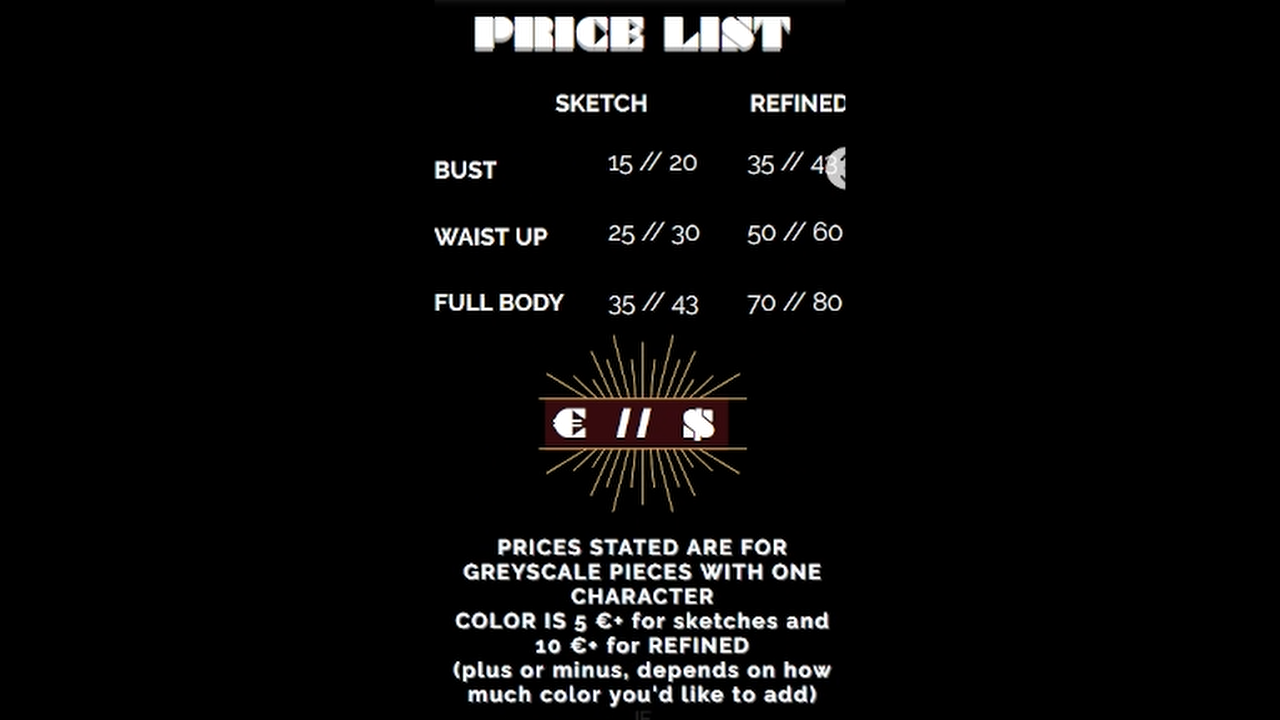 PRICE LIST
SKETCH REFINED
BUST 15 // 20 35 // 43
WAIST UP 25 // 30 50 // 60
FULL BODY 35 // 43 70 // 80
€ // $
PRICES STATED ARE FOR
GREYSCALE PIECES WITH ONE
CHARACTER
COLOR IS 5 €+ for sketches and
10 €+ for REFINED
(plus or minus, depends on how
much color you'd like to add)